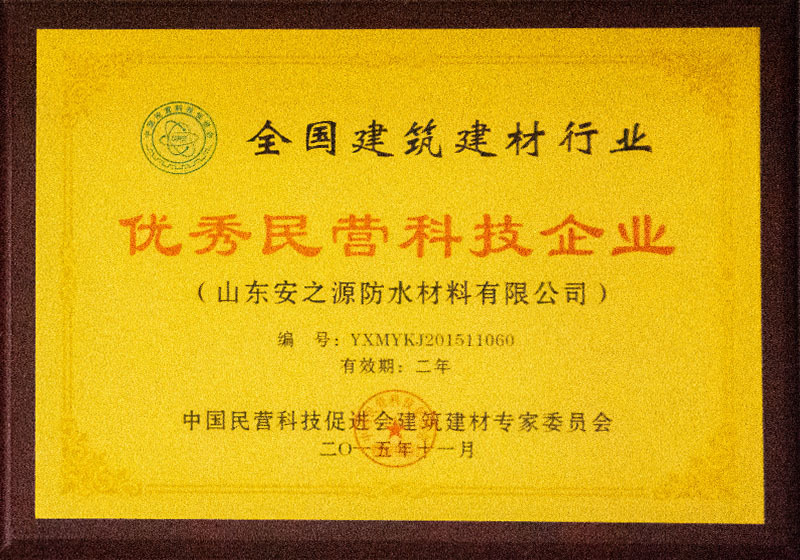 全国建筑建材行业
优秀民营科技企业
（山东安之源防水材料有限公司）
编 号：YXMYKJ201511060
有效期：二年
中国民营科技促进会建筑建材专家委员会
二〇一五年十一月